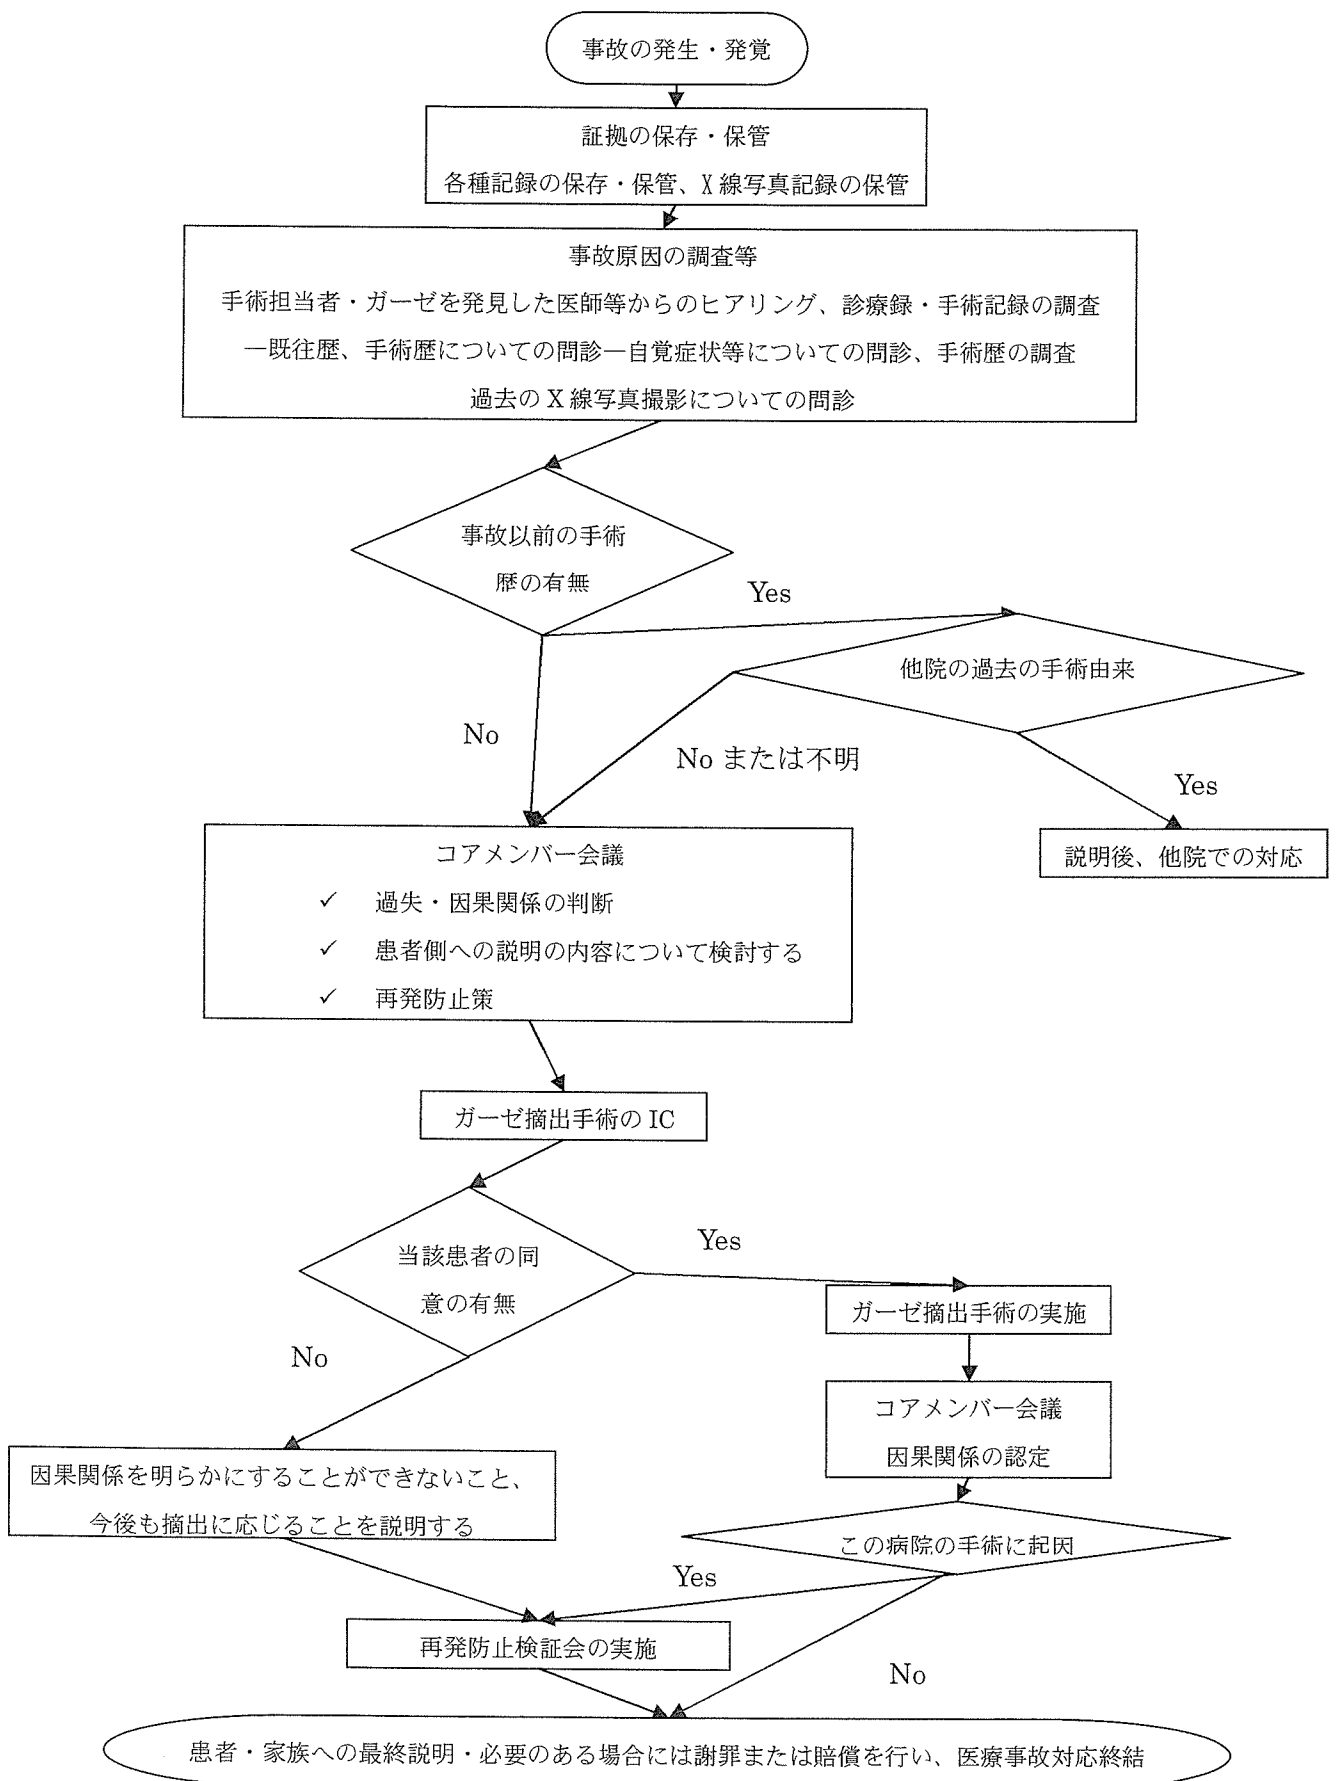 事故の発生・発覚
証拠の保存・保管
各種記録の保存・保管、X 線写真記録の保管
事故原因の調査等
手術担当者・ガーゼを発見した医師等からのヒアリング、診療録・手術記録の調査
―既往歴、手術歴についての問診―自覚症状等についての問診、手術歴の調査
過去の X 線写真撮影についての問診
事故以前の手術
歴の有無
Yes
他院の過去の手術由来
No
No または不明
Yes
コアメンバー会議
✓ 過失・因果関係の判断
✓ 患者側への説明の内容について検討する
✓ 再発防止策
説明後、他院での対応
ガーゼ摘出手術の IC
当該患者の同
意の有無
Yes
ガーゼ摘出手術の実施
No
コアメンバー会議
因果関係の認定
因果関係を明らかにすることができないこと、
今後も摘出に応じることを説明する
この病院の手術に起因
Yes
再発防止検証会の実施
No
患者・家族への最終説明・必要のある場合には謝罪または賠償を行い、医療事故対応終結